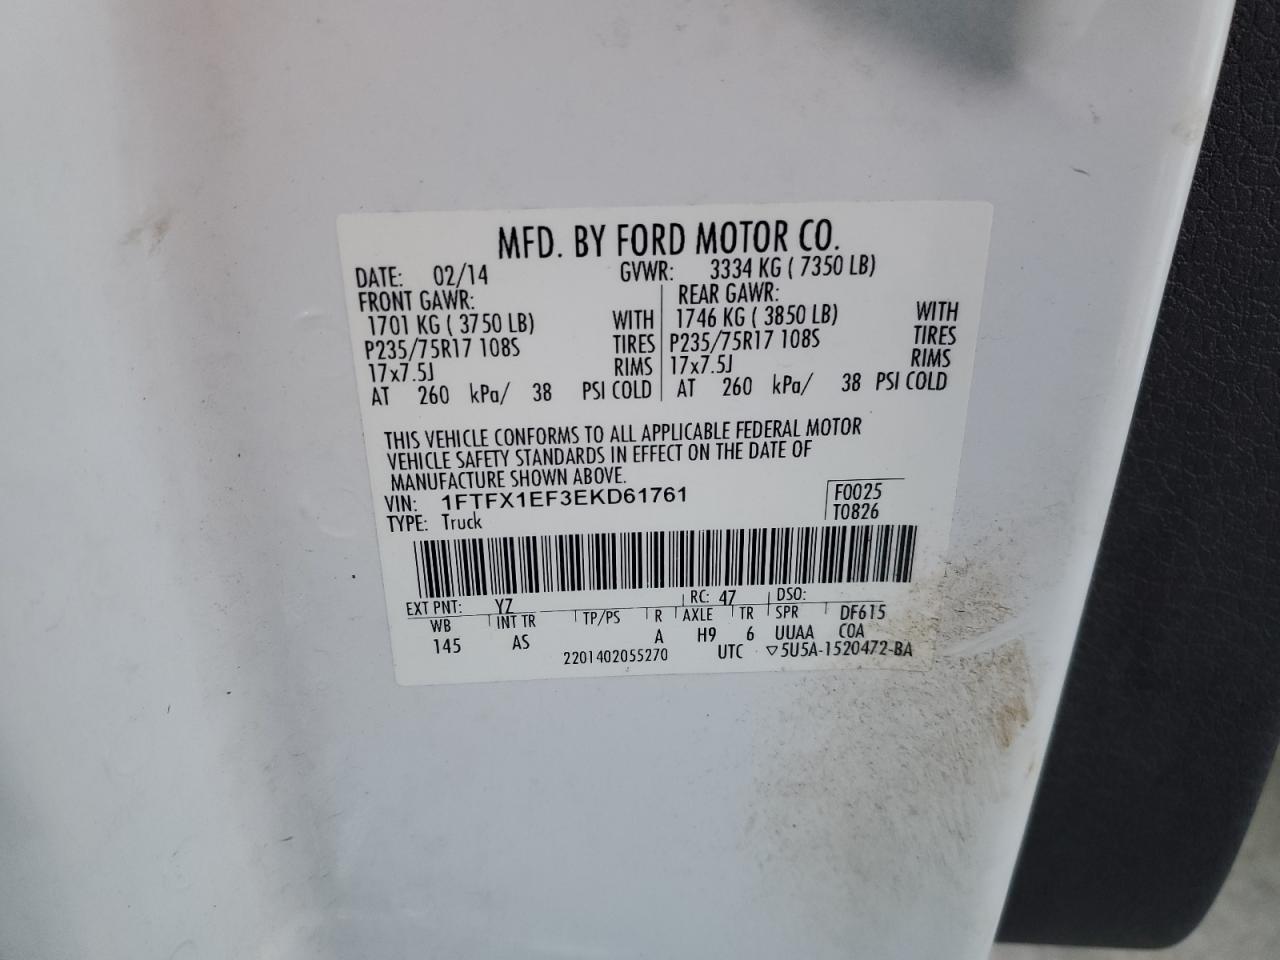 MFD. BY FORD MOTOR CO.
DATE: 02/14 GVWR: 3334 KG ( 7350 LB)
FRONT GAWR: REAR GAWR:
1701 KG ( 3750 LB) WITH 1746 KG ( 3850 LB) WITH
P235/75R17 108S TIRES P235/75R17 108S TIRES
17x7.5J RIMS 17x7.5J RIMS
AT 260 kPa/ 38 PSI COLD AT 260 kPa/ 38 PSI COLD
THIS VEHICLE CONFORMS TO ALL APPLICABLE FEDERAL MOTOR
VEHICLE SAFETY STANDARDS IN EFFECT ON THE DATE OF
MANUFACTURE SHOWN ABOVE.
VIN: 1FTFX1EF3EKD61761 F0025
TYPE: Truck T0826
EXT PNT: YZ RC: 47 DSO:
WB INT TR TP/PS R AXLE TR SPR DF615
145 AS A H9 6 UUAA COA
2201402055270 UTC ▽5U5A-1520472-BA